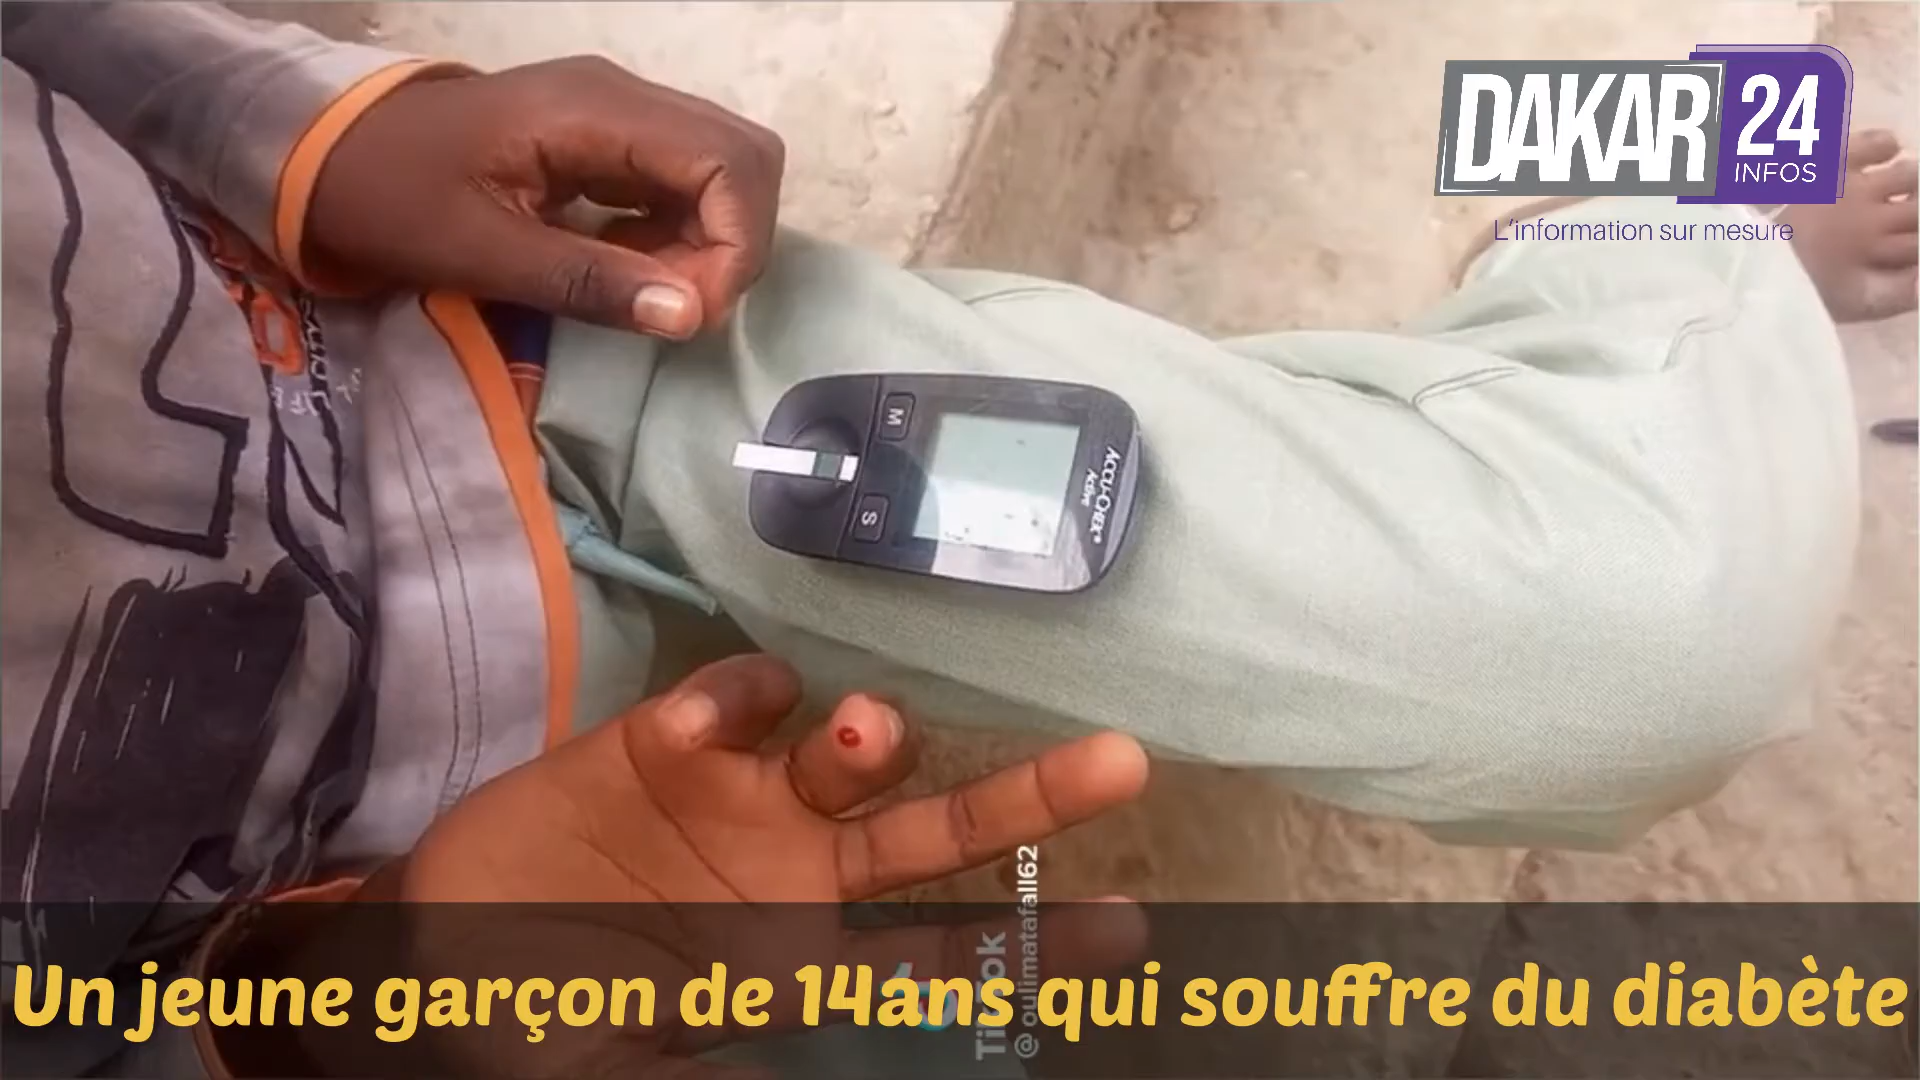 DAKAR
24
INFOS
L'information sur mesure
M
S
ACCU-CHEK®
Active
TikTok
@oulimatafall62
Un jeune garçon de 14ans qui souffre du diabète